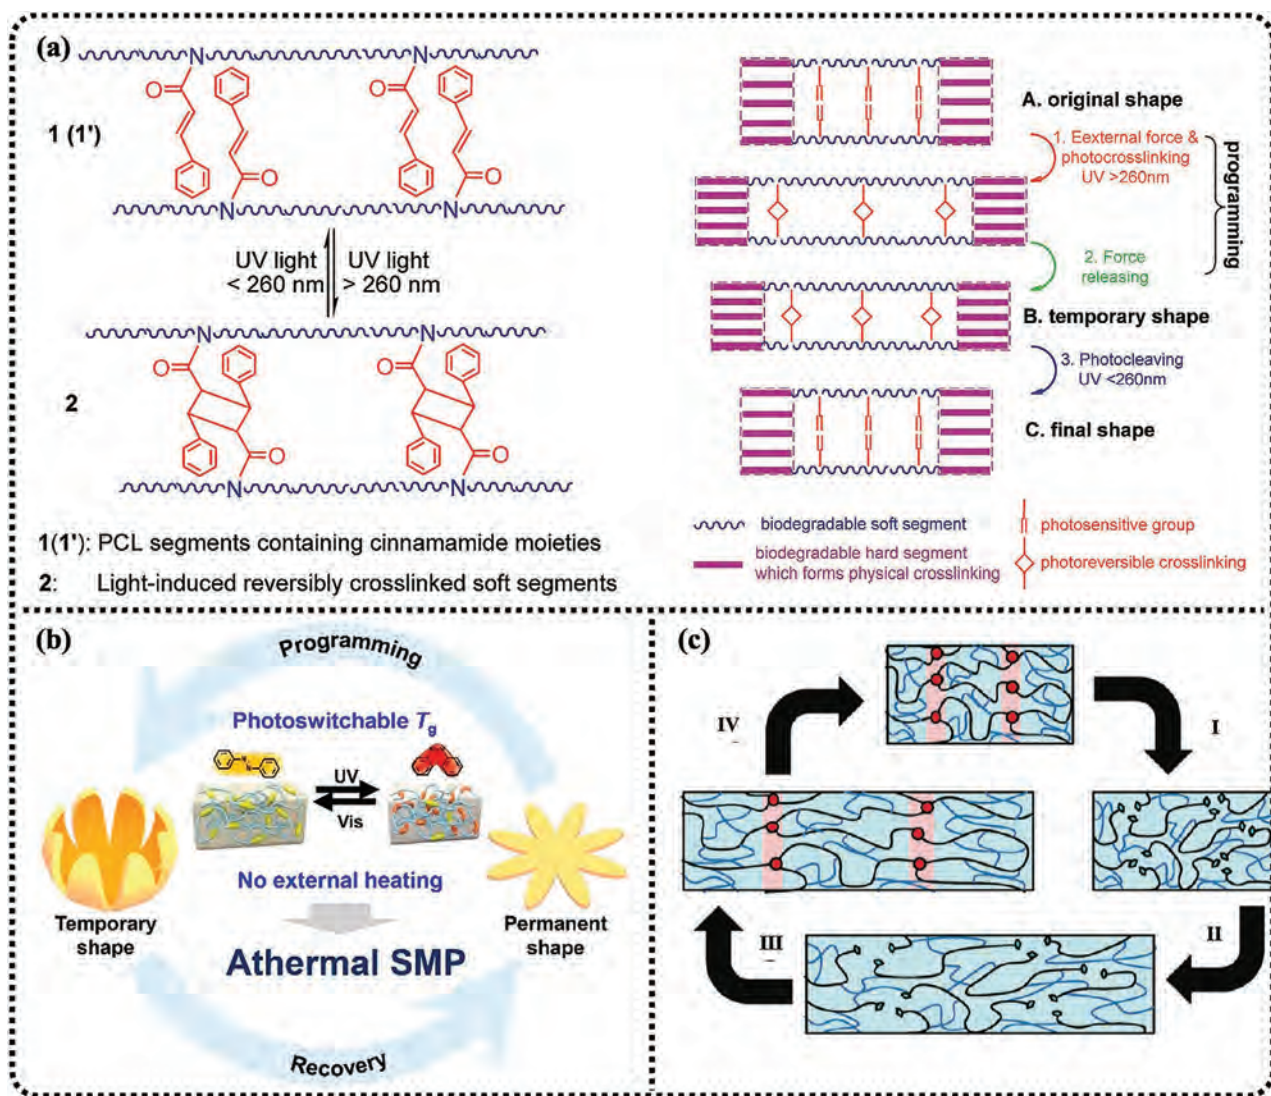 (a)
N
N
O
O
1 (1')
O
O
N
N
UV light
< 260 nm
UV light
> 260 nm
N
N
O
O
2
O
O
N
N
1(1'): PCL segments containing cinnamamide moieties
2: Light-induced reversibly crosslinked soft segments
A. original shape
1. Eexternal force &
photocrosslinking
UV >260nm
programming
2. Force
releasing
B. temporary shape
3. Photocleaving
UV <260nm
C. final shape
biodegradable soft segment
photosensitive group
biodegradable hard segment
which forms physical crosslinking
photoreversible crosslinking
(b)
Programming
Photoswitchable Tg
N
N
UV
Vis
No external heating
Temporary
shape
Permanent
shape
Athermal SMP
Recovery
(c)
IV
I
III
II